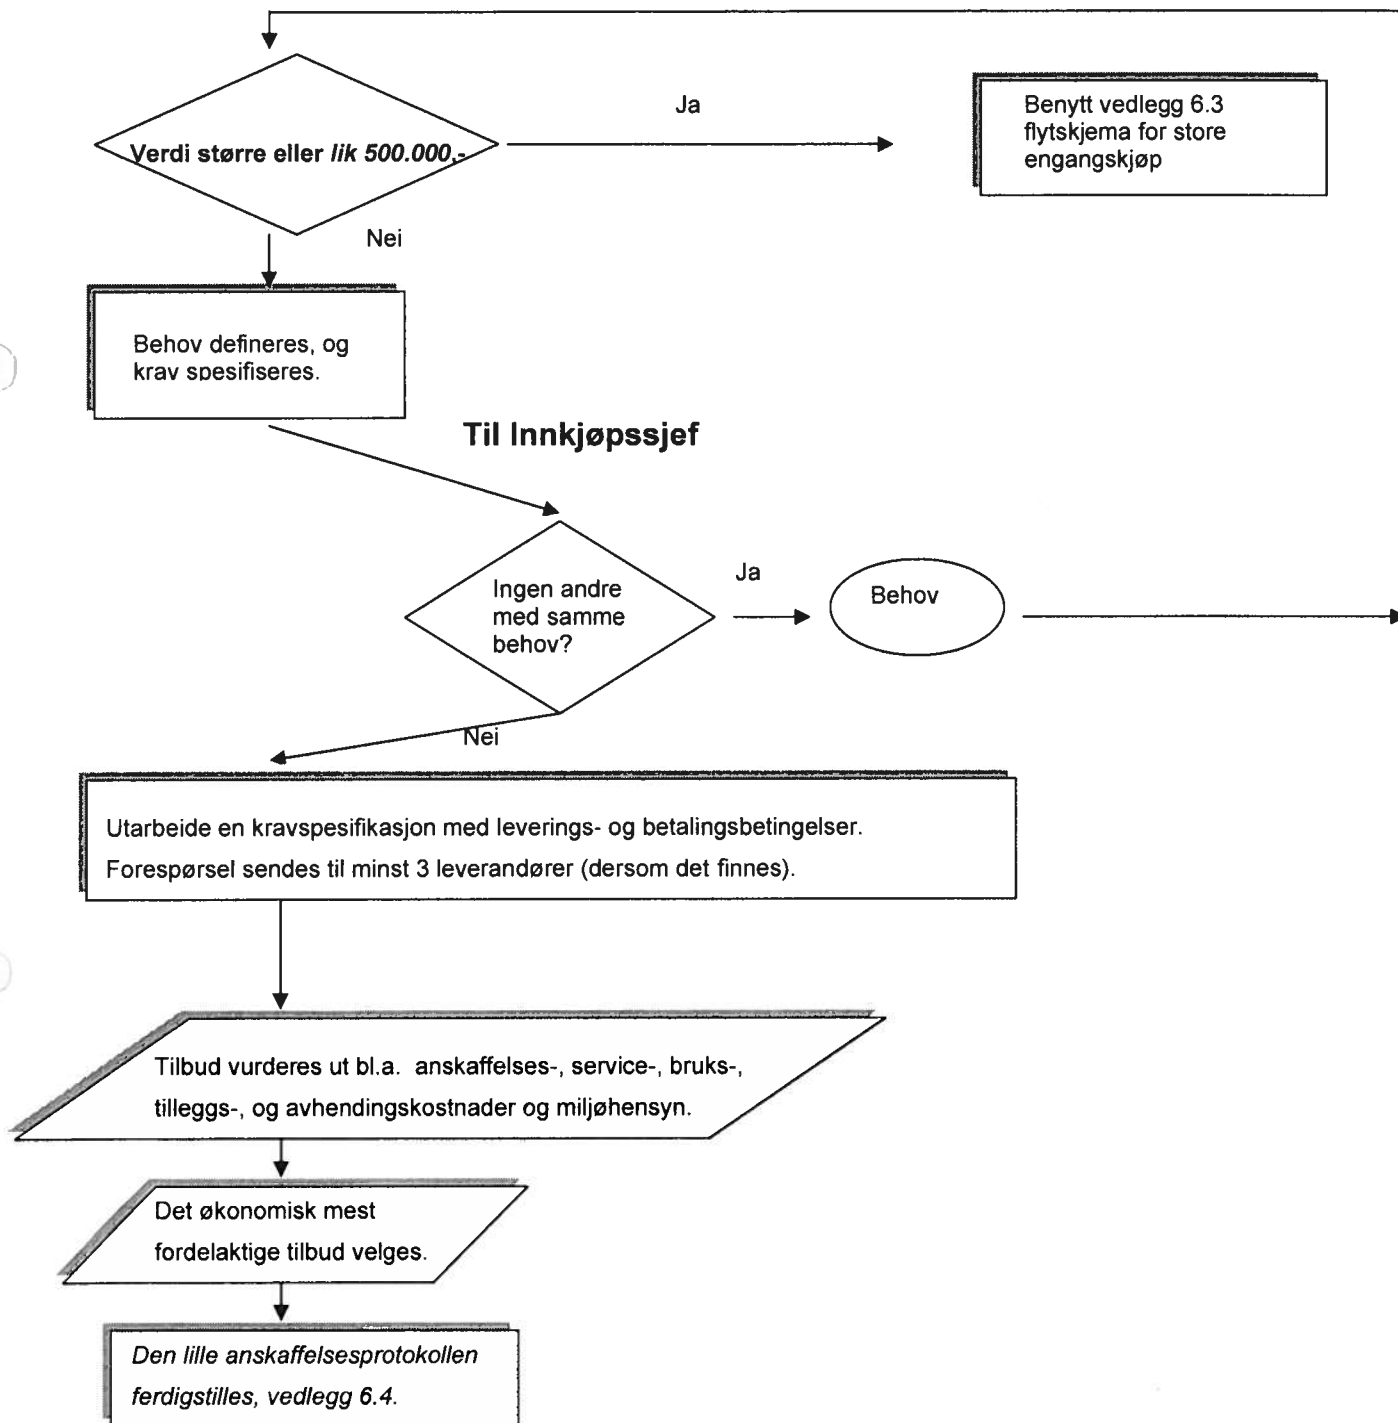 Ja
Benytt vedlegg 6.3
flytskjema for store
engangskjøp
Verdi større eller lik 500.000,-
Nei
Behov defineres, og
krav spesifiseres.
Til Innkjøpssjef
Ingen andre
med samme
behov?
Ja
Behov
Nei
Utarbeide en kravspesifikasjon med leverings- og betalingsbetingelser.
Forespørsel sendes til minst 3 leverandører (dersom det finnes).
Tilbud vurderes ut bl.a. anskaffelses-, service-, bruks-,
tilleggs-, og avhendingskostnader og miljøhensyn.
Det økonomisk mest
fordelaktige tilbud velges.
Den lille anskaffelsesprotokollen
ferdigstilles, vedlegg 6.4.